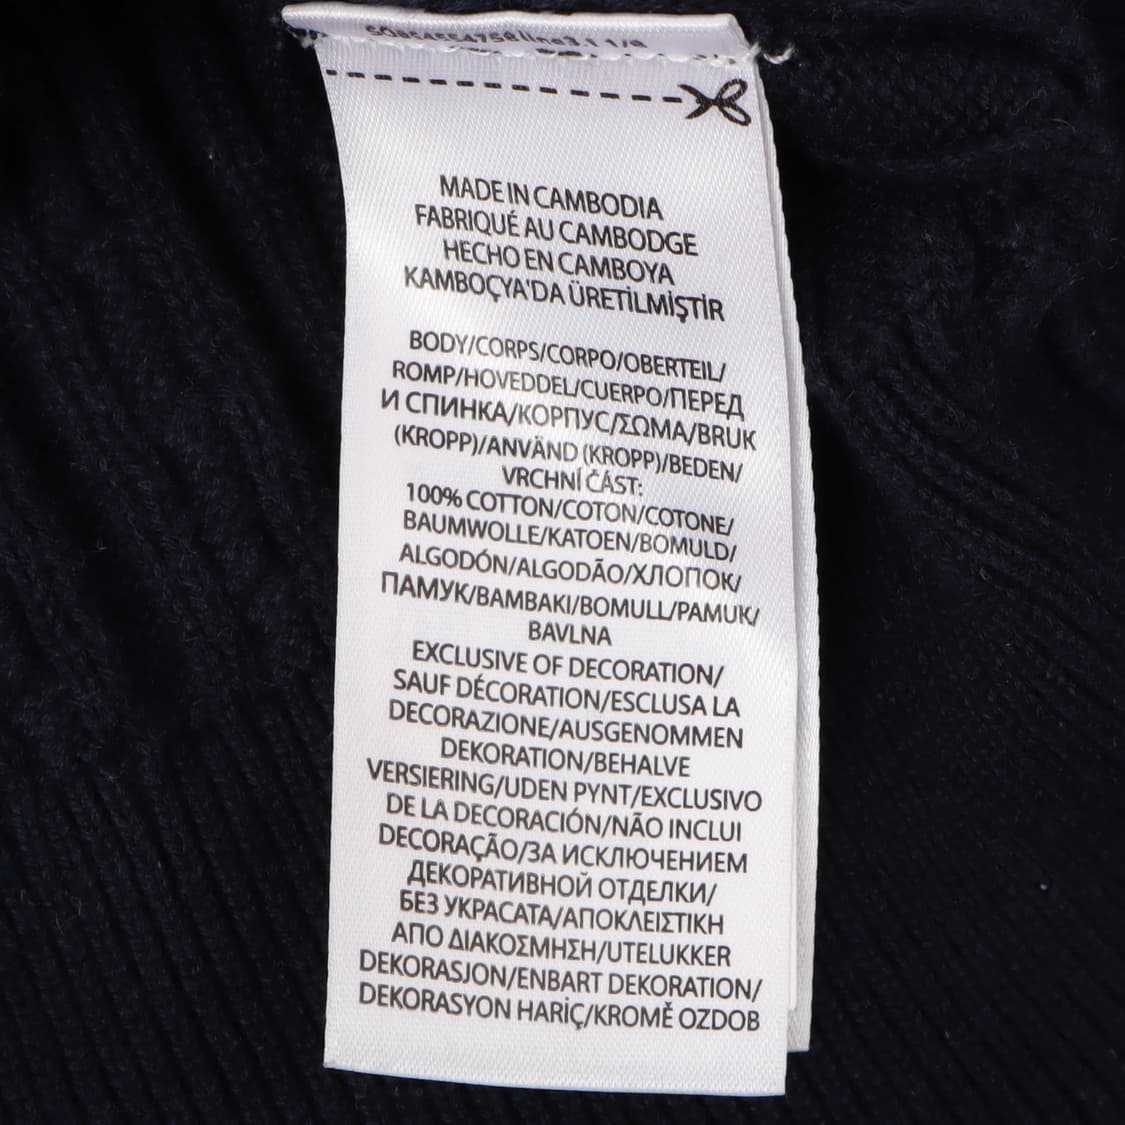 MADE IN CAMBODIA
FABRIQUÉ AU CAMBODGE
HECHO EN CAMBOYA
KAMBOÇYA'DA ÜRETİLMİŞTİR
BODY/CORPS/CORPO/OBERTEIL/
ROMP/HOVEDDEL/CUERPO/ПЕРЕД
И СПИНКА/КОРПУС/ΣΩΜΑ/BRUK
(KROPP)/ANVÄND (KROPP)/BEDEN/
VRCHNÍ ČÁST:
100% COTTON/COTON/COTONE/
BAUMWOLLE/KATOEN/BOMULD/
ALGODÓN/ALGODÃO/ХЛОПОК/
ПАМУК/ΒΑΜΒΑΚΙ/BOMULL/PAMUK/
BAVLNA
EXCLUSIVE OF DECORATION/
SAUF DÉCORATION/ESCLUSA LA
DECORAZIONE/AUSGENOMMEN
DEKORATION/BEHALVE
VERSIERING/UDEN PYNT/EXCLUSIVO
DE LA DECORACIÓN/NÃO INCLUI
DECORAÇÃO/ЗА ИСКЛЮЧЕНИЕМ
ДЕКОРАТИВНОЙ ОТДЕЛКИ/
БЕЗ УКРАСАТА/ΑΠΟΚΛΕΙΣΤΙΚΗ
ΑΠΟ ΔΙΑΚΟΣΜΗΣΗ/UTELUKKER
DEKORASJON/ENBART DEKORATION/
DEKORASYON HARİÇ/KROMĚ OZDOB